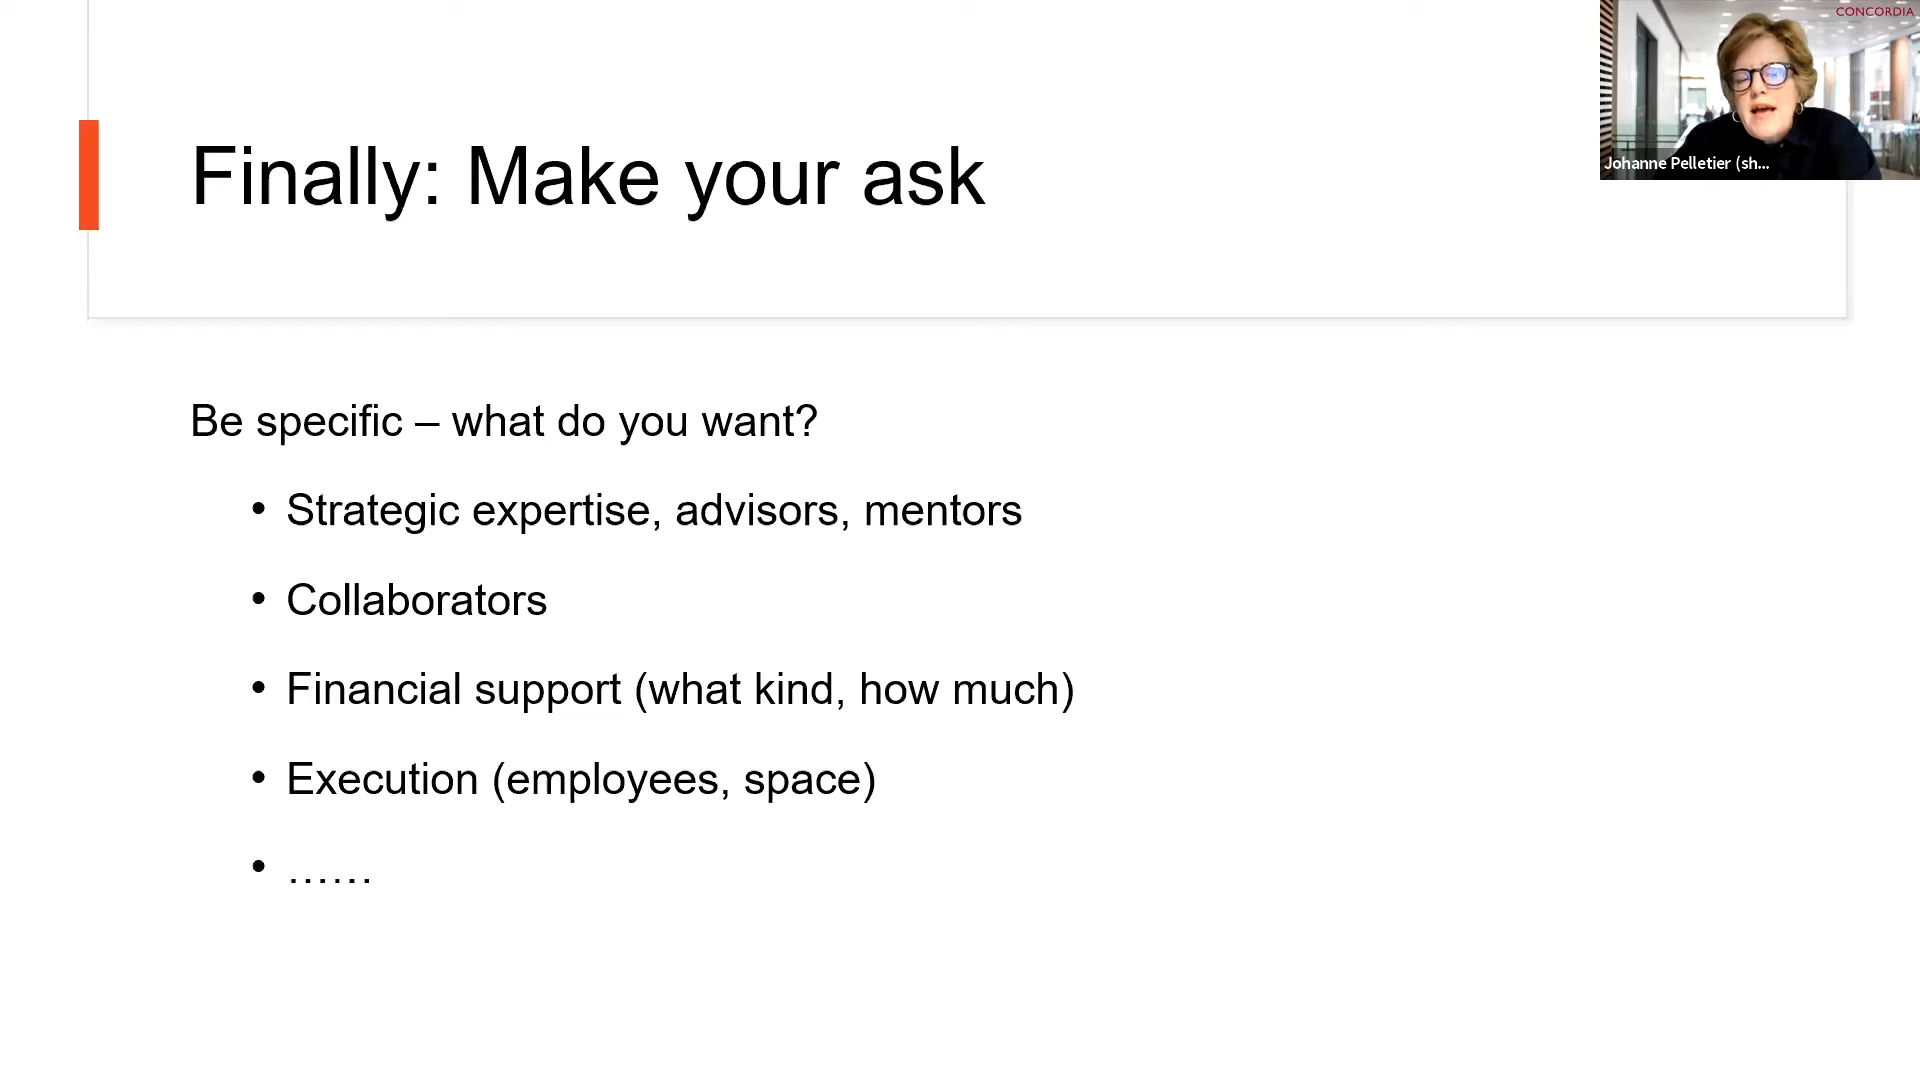 CONCORDIA
Johanne Pelletier (sh...
Finally: Make your ask
Be specific – what do you want?
• Strategic expertise, advisors, mentors
• Collaborators
• Financial support (what kind, how much)
• Execution (employees, space)
• ……